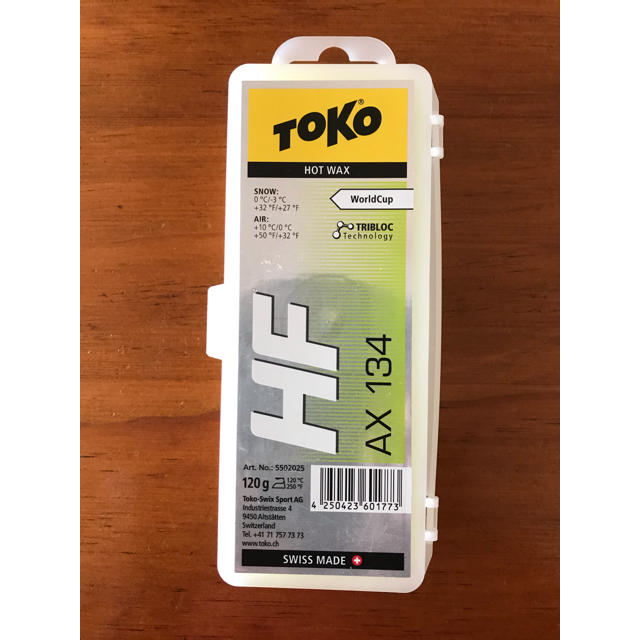 TOKO®
HOT WAX
SNOW:
0 °C/-3 °C
+32 °F/+27 °F
AIR:
+10 °C/0 °C
+50 °F/+32 °F
WorldCup
TRIBLOC
Technology
HF
AX 134
Art. No.: 5502025
120 g
120 °C
250 °F
Toko-Swix Sport AG
Industriestrasse 4
9450 Altstätten
Switzerland
Tel. +41 71 757 73 73
www.toko.ch
4 250423 601773
SWISS MADE